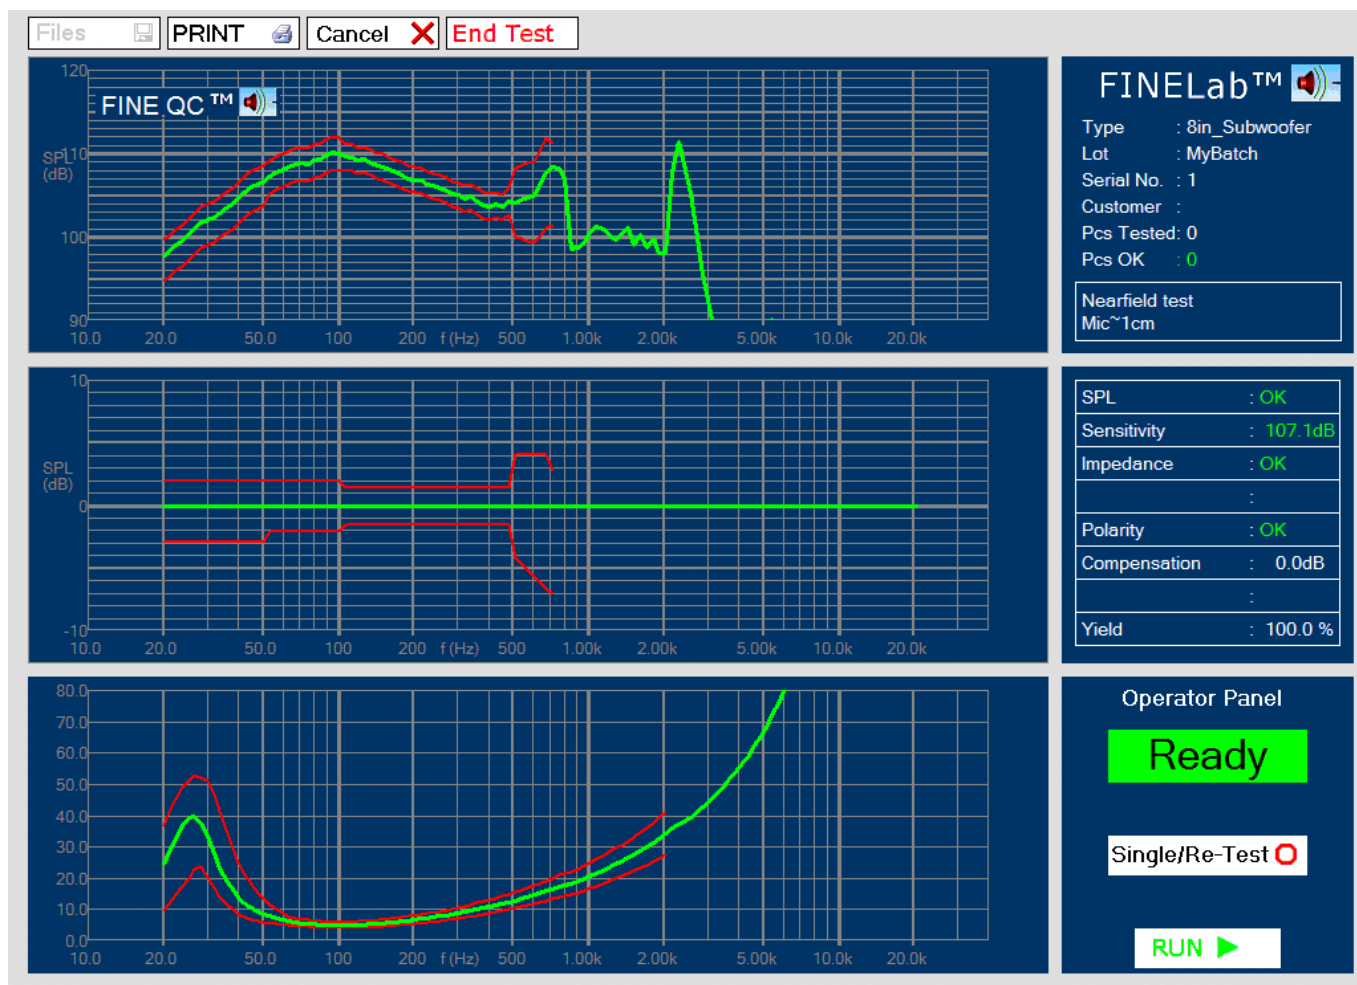 Files
PRINT
Cancel
End Test
120
FINE QC ™
SPL
(dB)
110
100
90
10.0 20.0 50.0 100 200 f (Hz) 500 1.00k 2.00k 5.00k 10.0k 20.0k
10
SPL
(dB)
0
-10
10.0 20.0 50.0 100 200 f (Hz) 500 1.00k 2.00k 5.00k 10.0k 20.0k
80.0
70.0
60.0
50.0
40.0
30.0
20.0
10.0
0.0
10.0 20.0 50.0 100 200 f (Hz) 500 1.00k 2.00k 5.00k 10.0k 20.0k
FINELab™
Type : 8in_Subwoofer
Lot : MyBatch
Serial No. : 1
Customer :
Pcs Tested: 0
Pcs OK : 0
Nearfield test
Mic~1cm
SPL : OK
Sensitivity : 107.1dB
Impedance : OK
:
Polarity : OK
Compensation : 0.0dB
:
Yield : 100.0 %
Operator Panel
Ready
Single/Re-Test
RUN